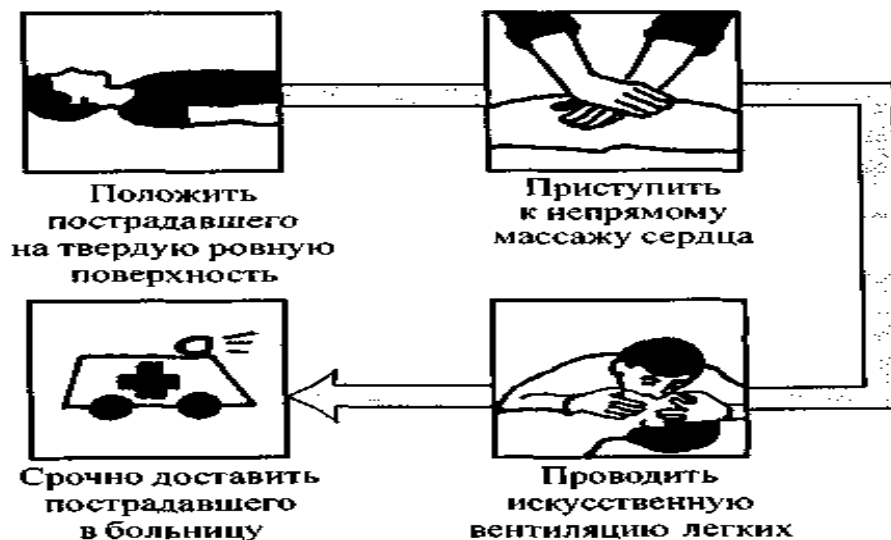 Положить
пострадавшего
на твердую ровную
поверхность
Приступить
к непрямому
массажу сердца
Срочно доставить
пострадавшего
в больницу
Проводить
искусственную
вентиляцию легких